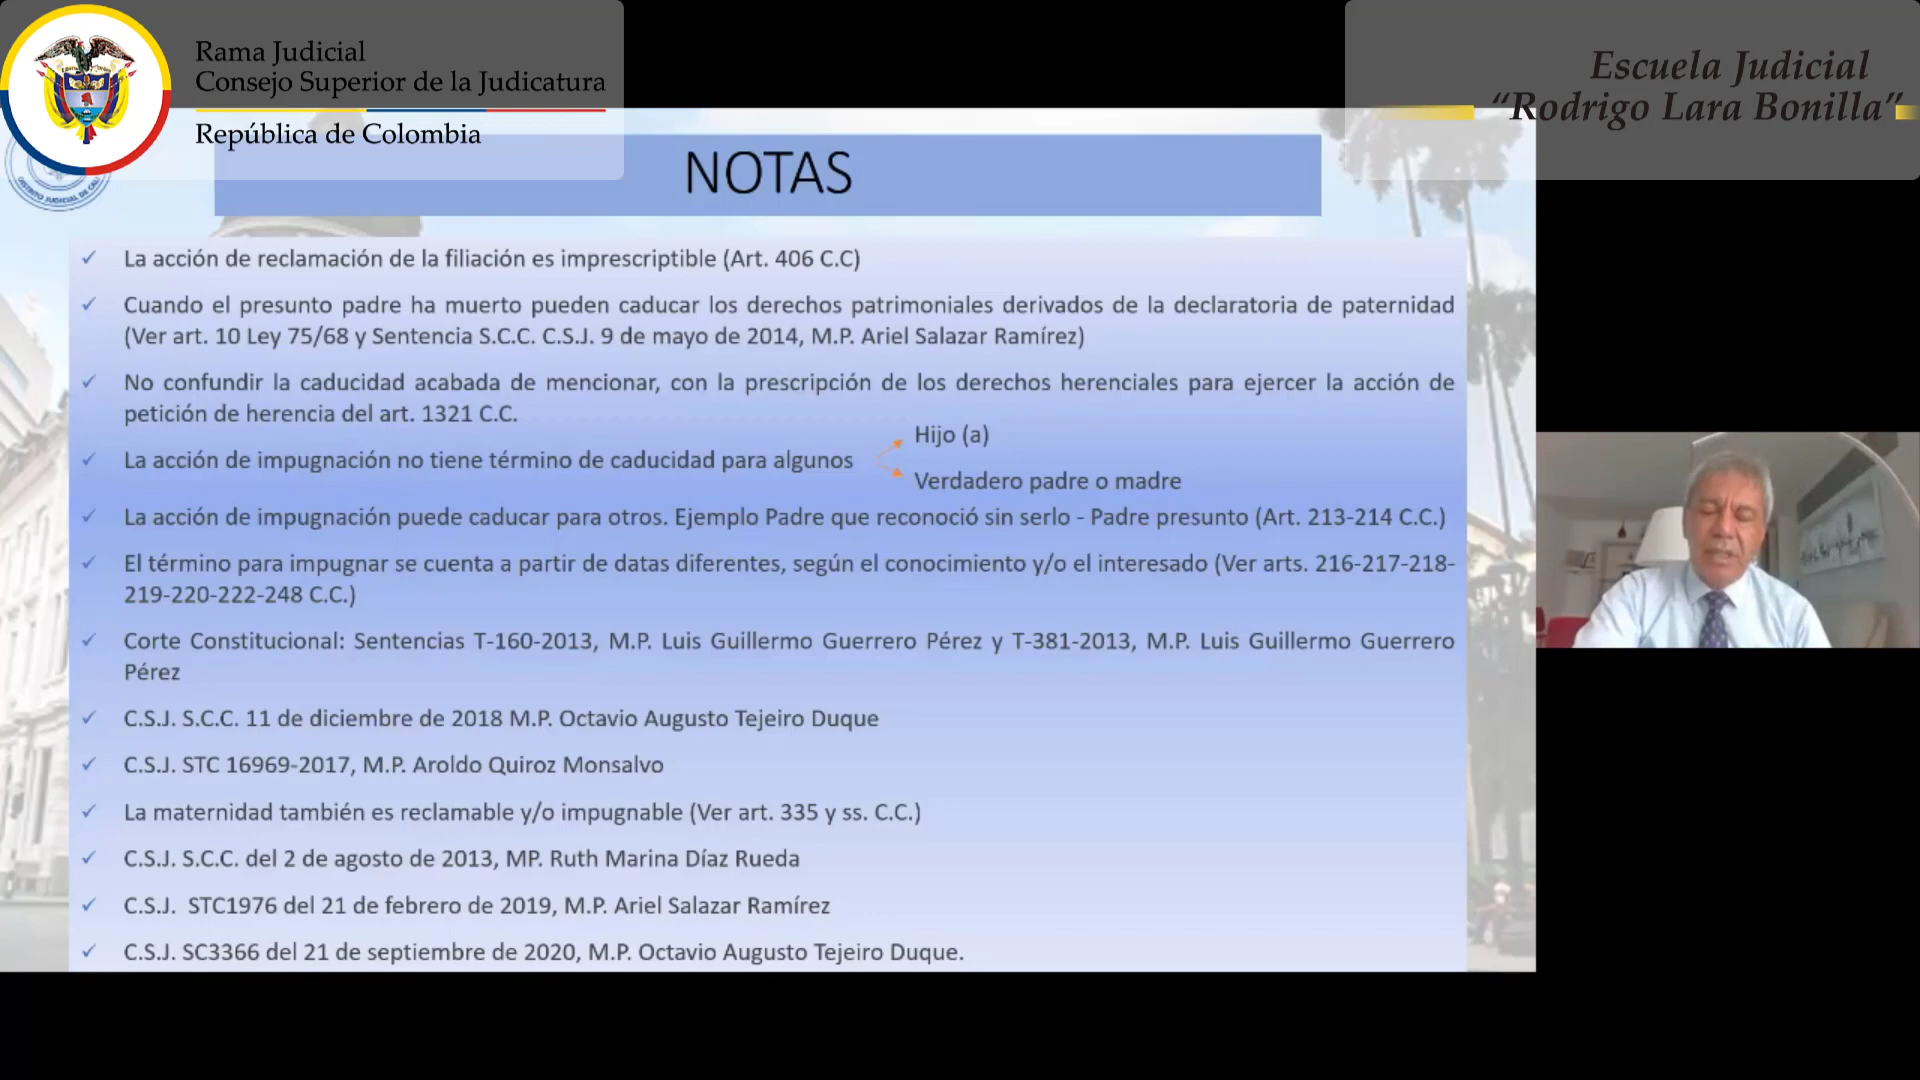 Rama Judicial
Consejo Superior de la Judicatura
República de Colombia
Escuela Judicial
“Rodrigo Lara Bonilla”
DISTRITO JUDICIAL DE CALI
NOTAS
✓ La acción de reclamación de la filiación es imprescriptible (Art. 406 C.C)
✓ Cuando el presunto padre ha muerto pueden caducar los derechos patrimoniales derivados de la declaratoria de paternidad
(Ver art. 10 Ley 75/68 y Sentencia S.C.C. C.S.J. 9 de mayo de 2014, M.P. Ariel Salazar Ramírez)
✓ No confundir la caducidad acabada de mencionar, con la prescripción de los derechos herenciales para ejercer la acción de
petición de herencia del art. 1321 C.C.
✓ La acción de impugnación no tiene término de caducidad para algunos
Hijo (a)
Verdadero padre o madre
✓ La acción de impugnación puede caducar para otros. Ejemplo Padre que reconoció sin serlo - Padre presunto (Art. 213-214 C.C.)
✓ El término para impugnar se cuenta a partir de datas diferentes, según el conocimiento y/o el interesado (Ver arts. 216-217-218-
219-220-222-248 C.C.)
✓ Corte Constitucional: Sentencias T-160-2013, M.P. Luis Guillermo Guerrero Pérez y T-381-2013, M.P. Luis Guillermo Guerrero
Pérez
✓ C.S.J. S.C.C. 11 de diciembre de 2018 M.P. Octavio Augusto Tejeiro Duque
✓ C.S.J. STC 16969-2017, M.P. Aroldo Quiroz Monsalvo
✓ La maternidad también es reclamable y/o impugnable (Ver art. 335 y ss. C.C.)
✓ C.S.J. S.C.C. del 2 de agosto de 2013, MP. Ruth Marina Díaz Rueda
✓ C.S.J. STC1976 del 21 de febrero de 2019, M.P. Ariel Salazar Ramírez
✓ C.S.J. SC3366 del 21 de septiembre de 2020, M.P. Octavio Augusto Tejeiro Duque.